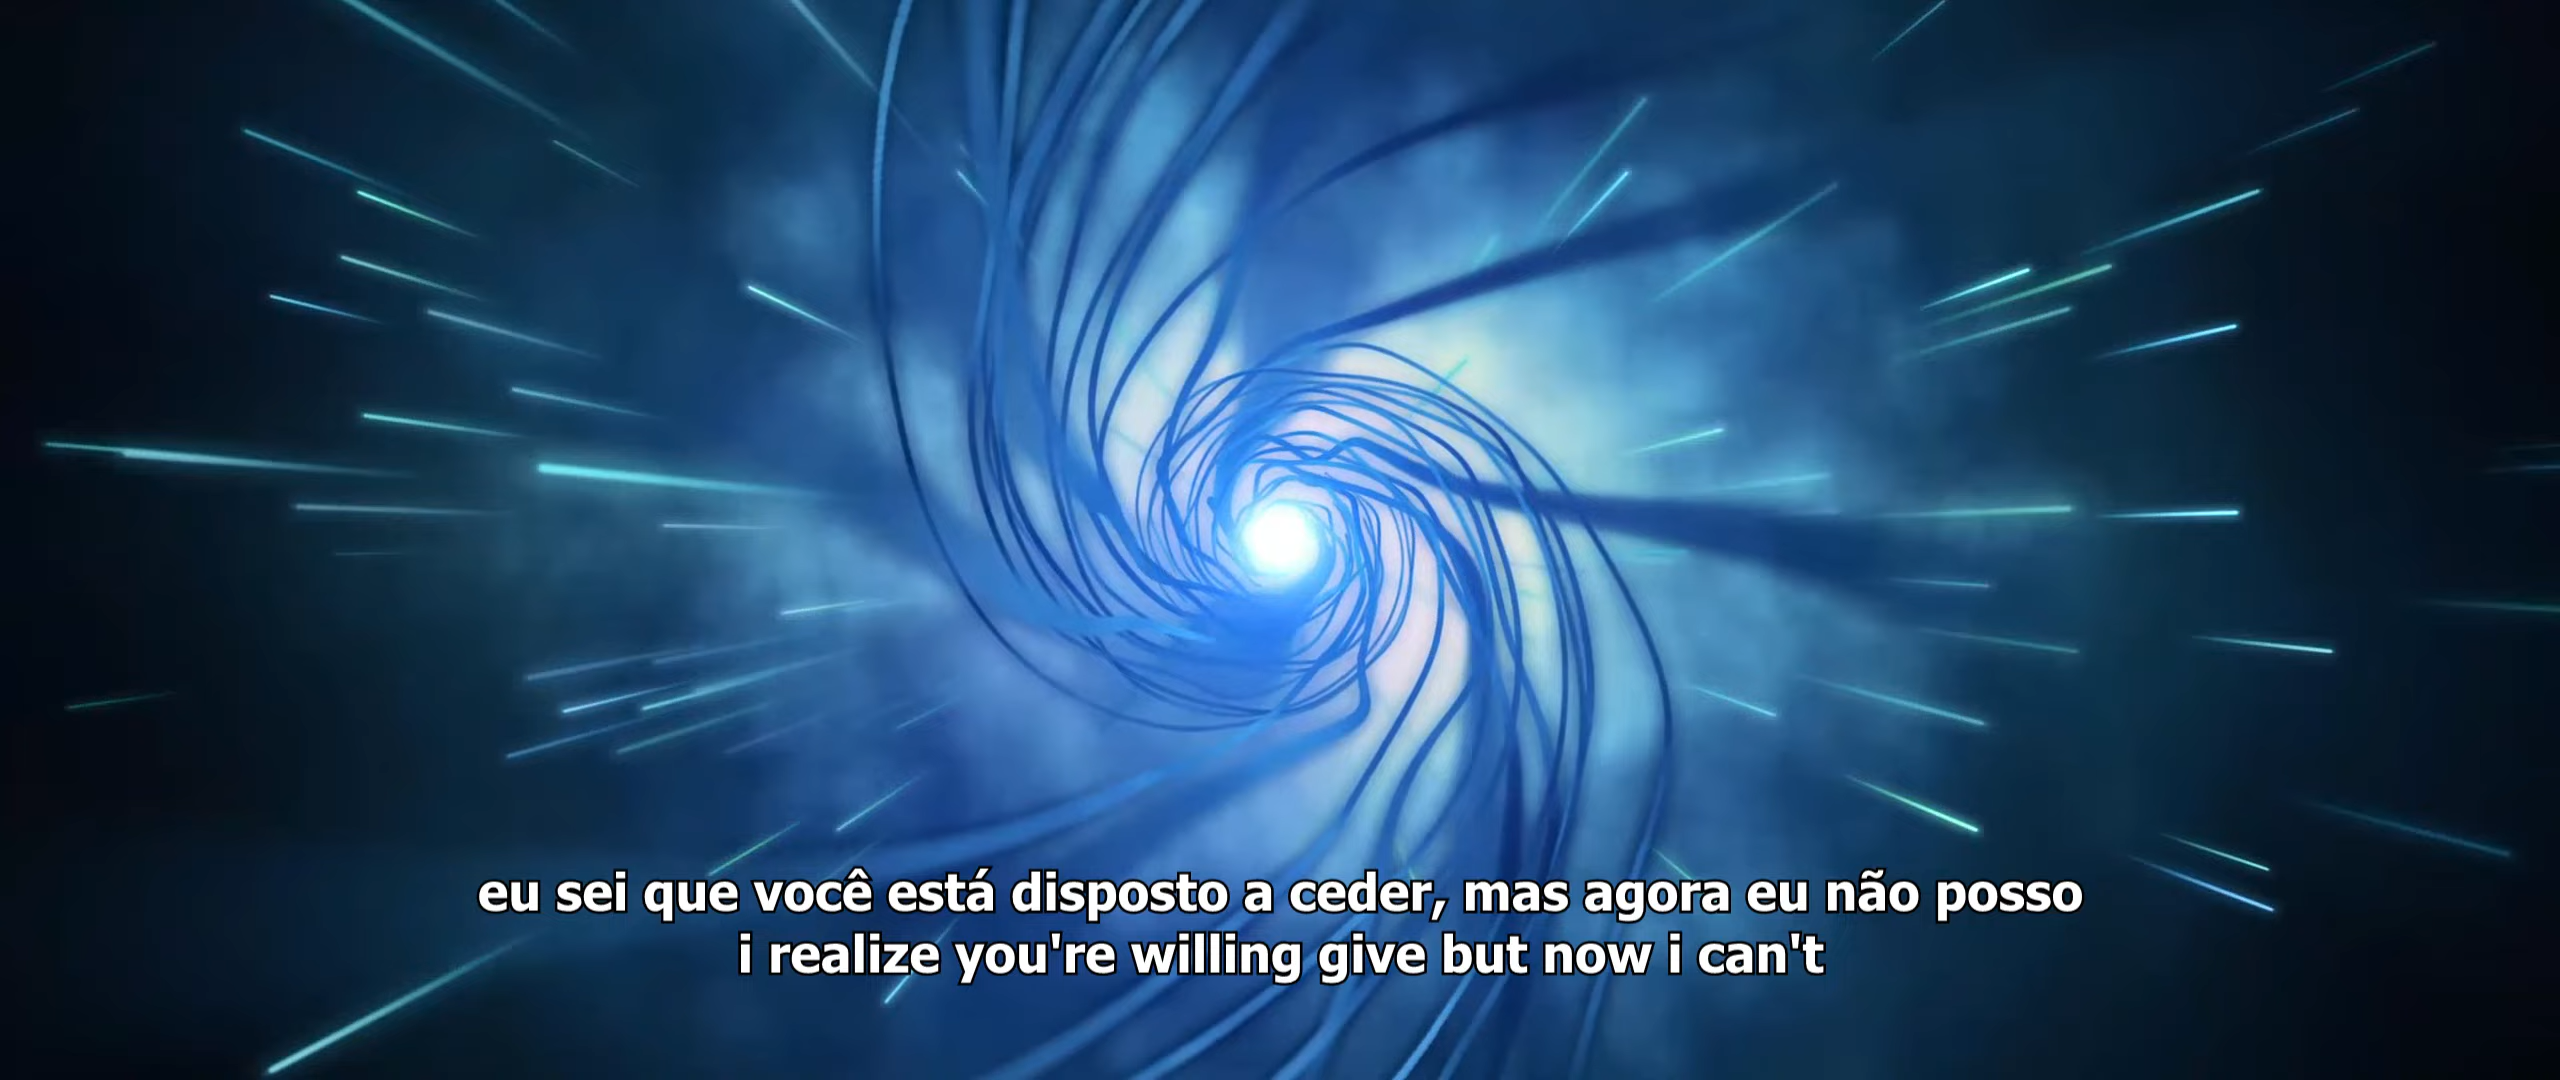 eu sei que você está disposto a ceder, mas agora eu não posso
i realize you're willing give but now i can't